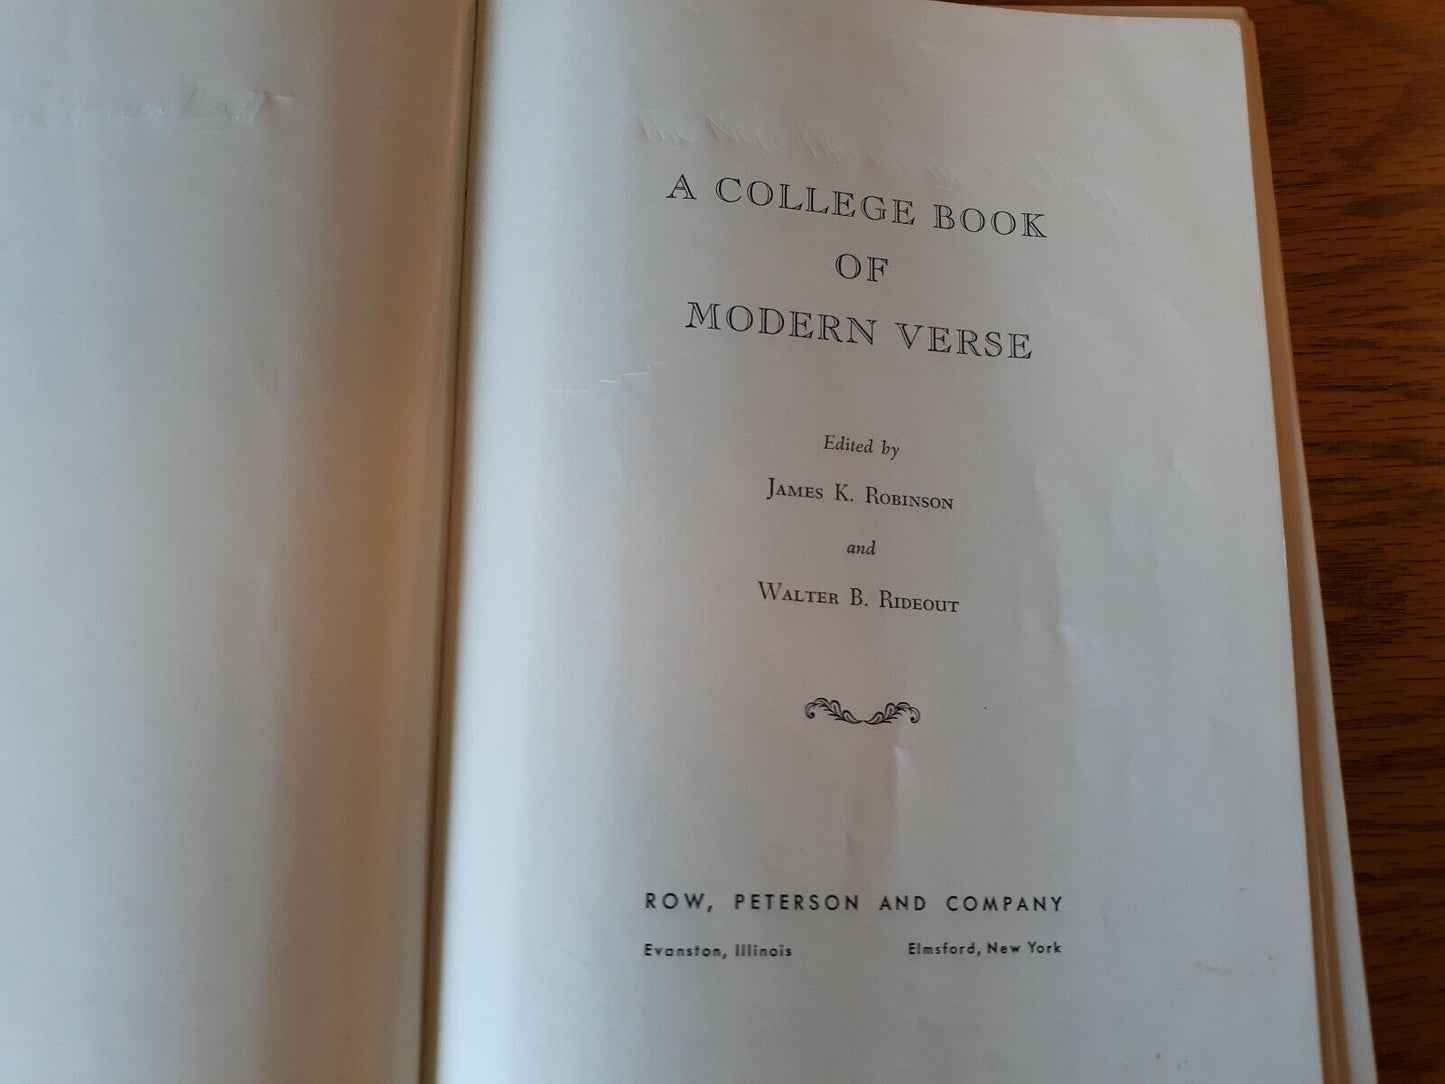 A COLLEGE BOOK
OF
MODERN VERSE
Edited by
James K. Robinson
and
Walter B. Rideout
ROW, PETERSON AND COMPANY
Evanston, Illinois Elmsford, New York